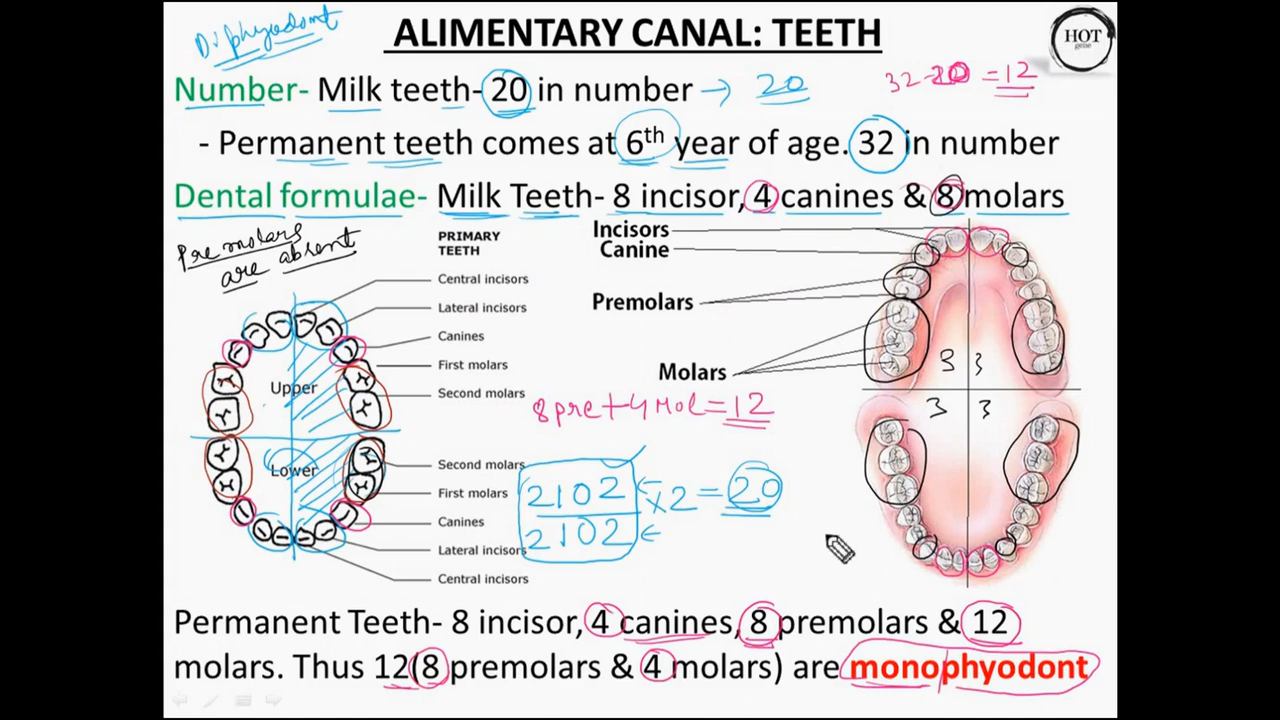 Diphyodont
ALIMENTARY CANAL: TEETH
HOT
gene
Number- Milk teeth- 20 in number → 20
32-20 = 12
- Permanent teeth comes at 6th year of age. 32 in number
Dental formulae- Milk Teeth- 8 incisor, 4 canines & 8 molars
Pre molars
are absent
PRIMARY
TEETH
Central incisors
Lateral incisors
Canines
First molars
Second molars
Upper
Lower
Second molars
First molars
Canines
Lateral incisors
Central incisors
Incisors
Canine
Premolars
Molars
3 3
3 3
8 pre + 4 Mol = 12
2102
2102
×2 = 20
Permanent Teeth- 8 incisor, 4 canines, 8 premolars & 12
molars. Thus 12(8 premolars & 4 molars) are monophyodont